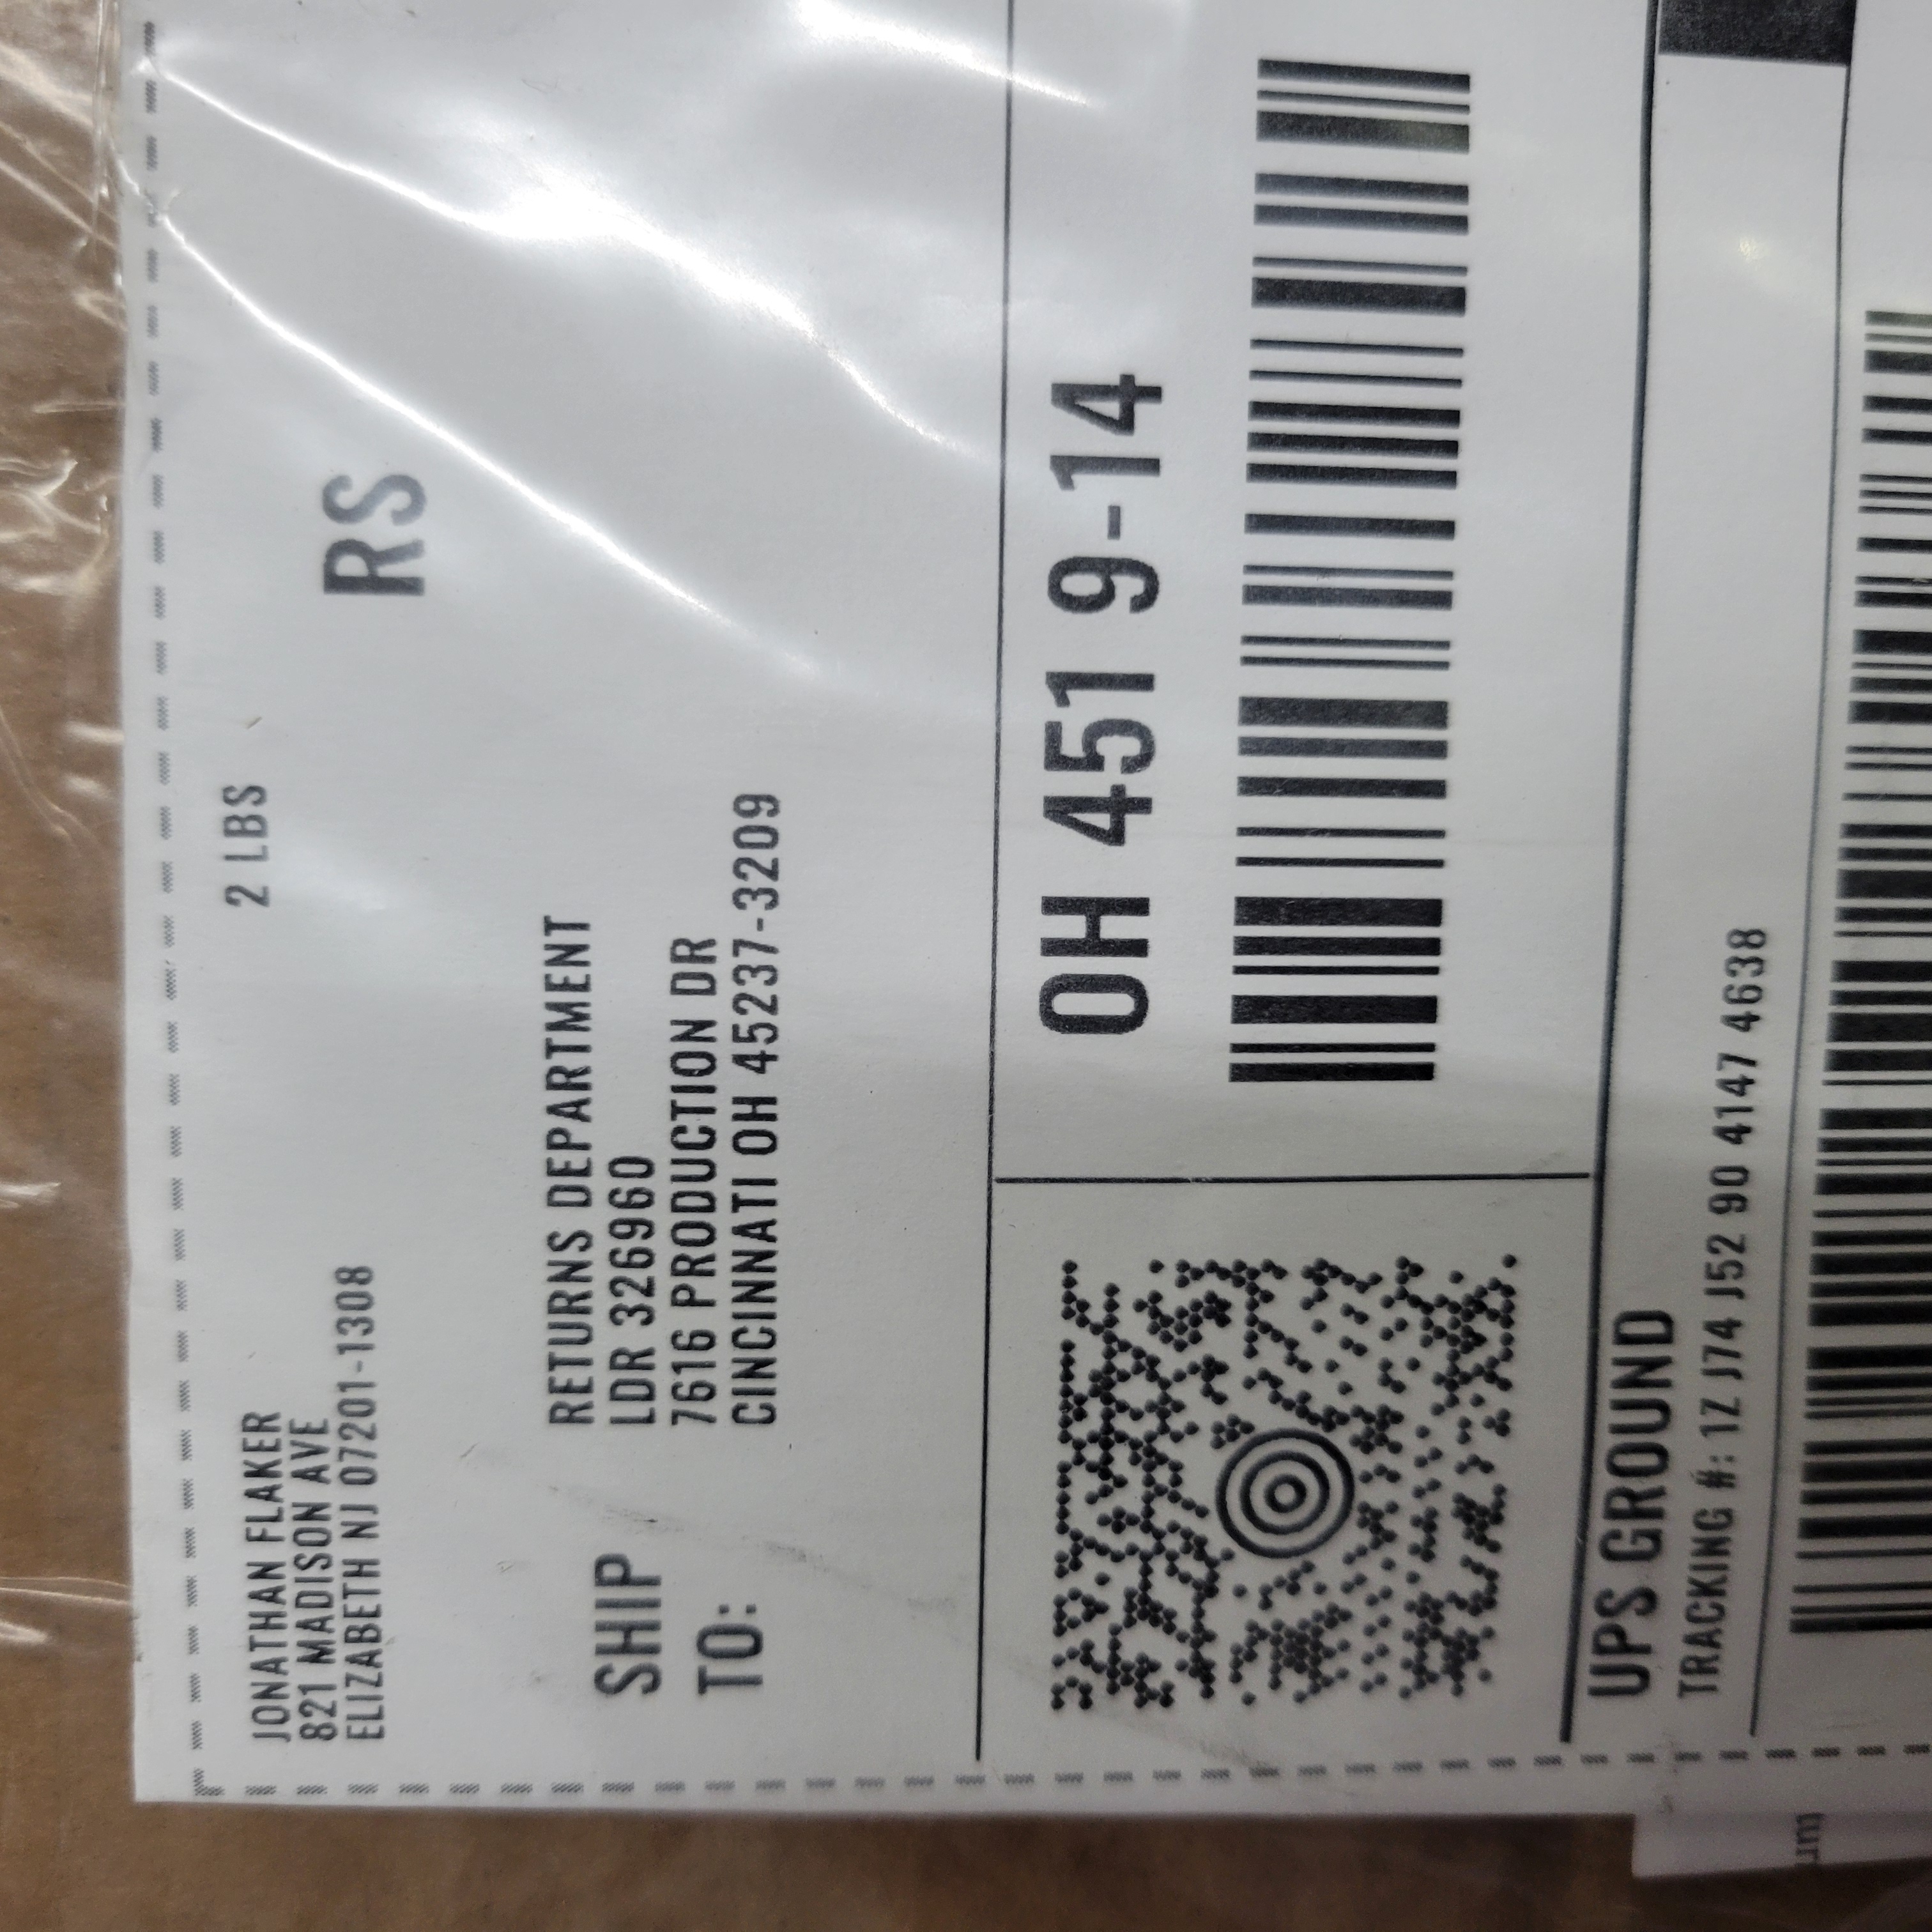 JONATHAN FLAKER
821 MADISON AVE
ELIZABETH NJ 07201-1308
2 LBS
RS
SHIP
TO:
RETURNS DEPARTMENT
LDR 326960
7616 PRODUCTION DR
CINCINNATI OH 45237-3209
OH 451 9-14
UPS GROUND
TRACKING #: 1Z J74 J52 90 4147 4638